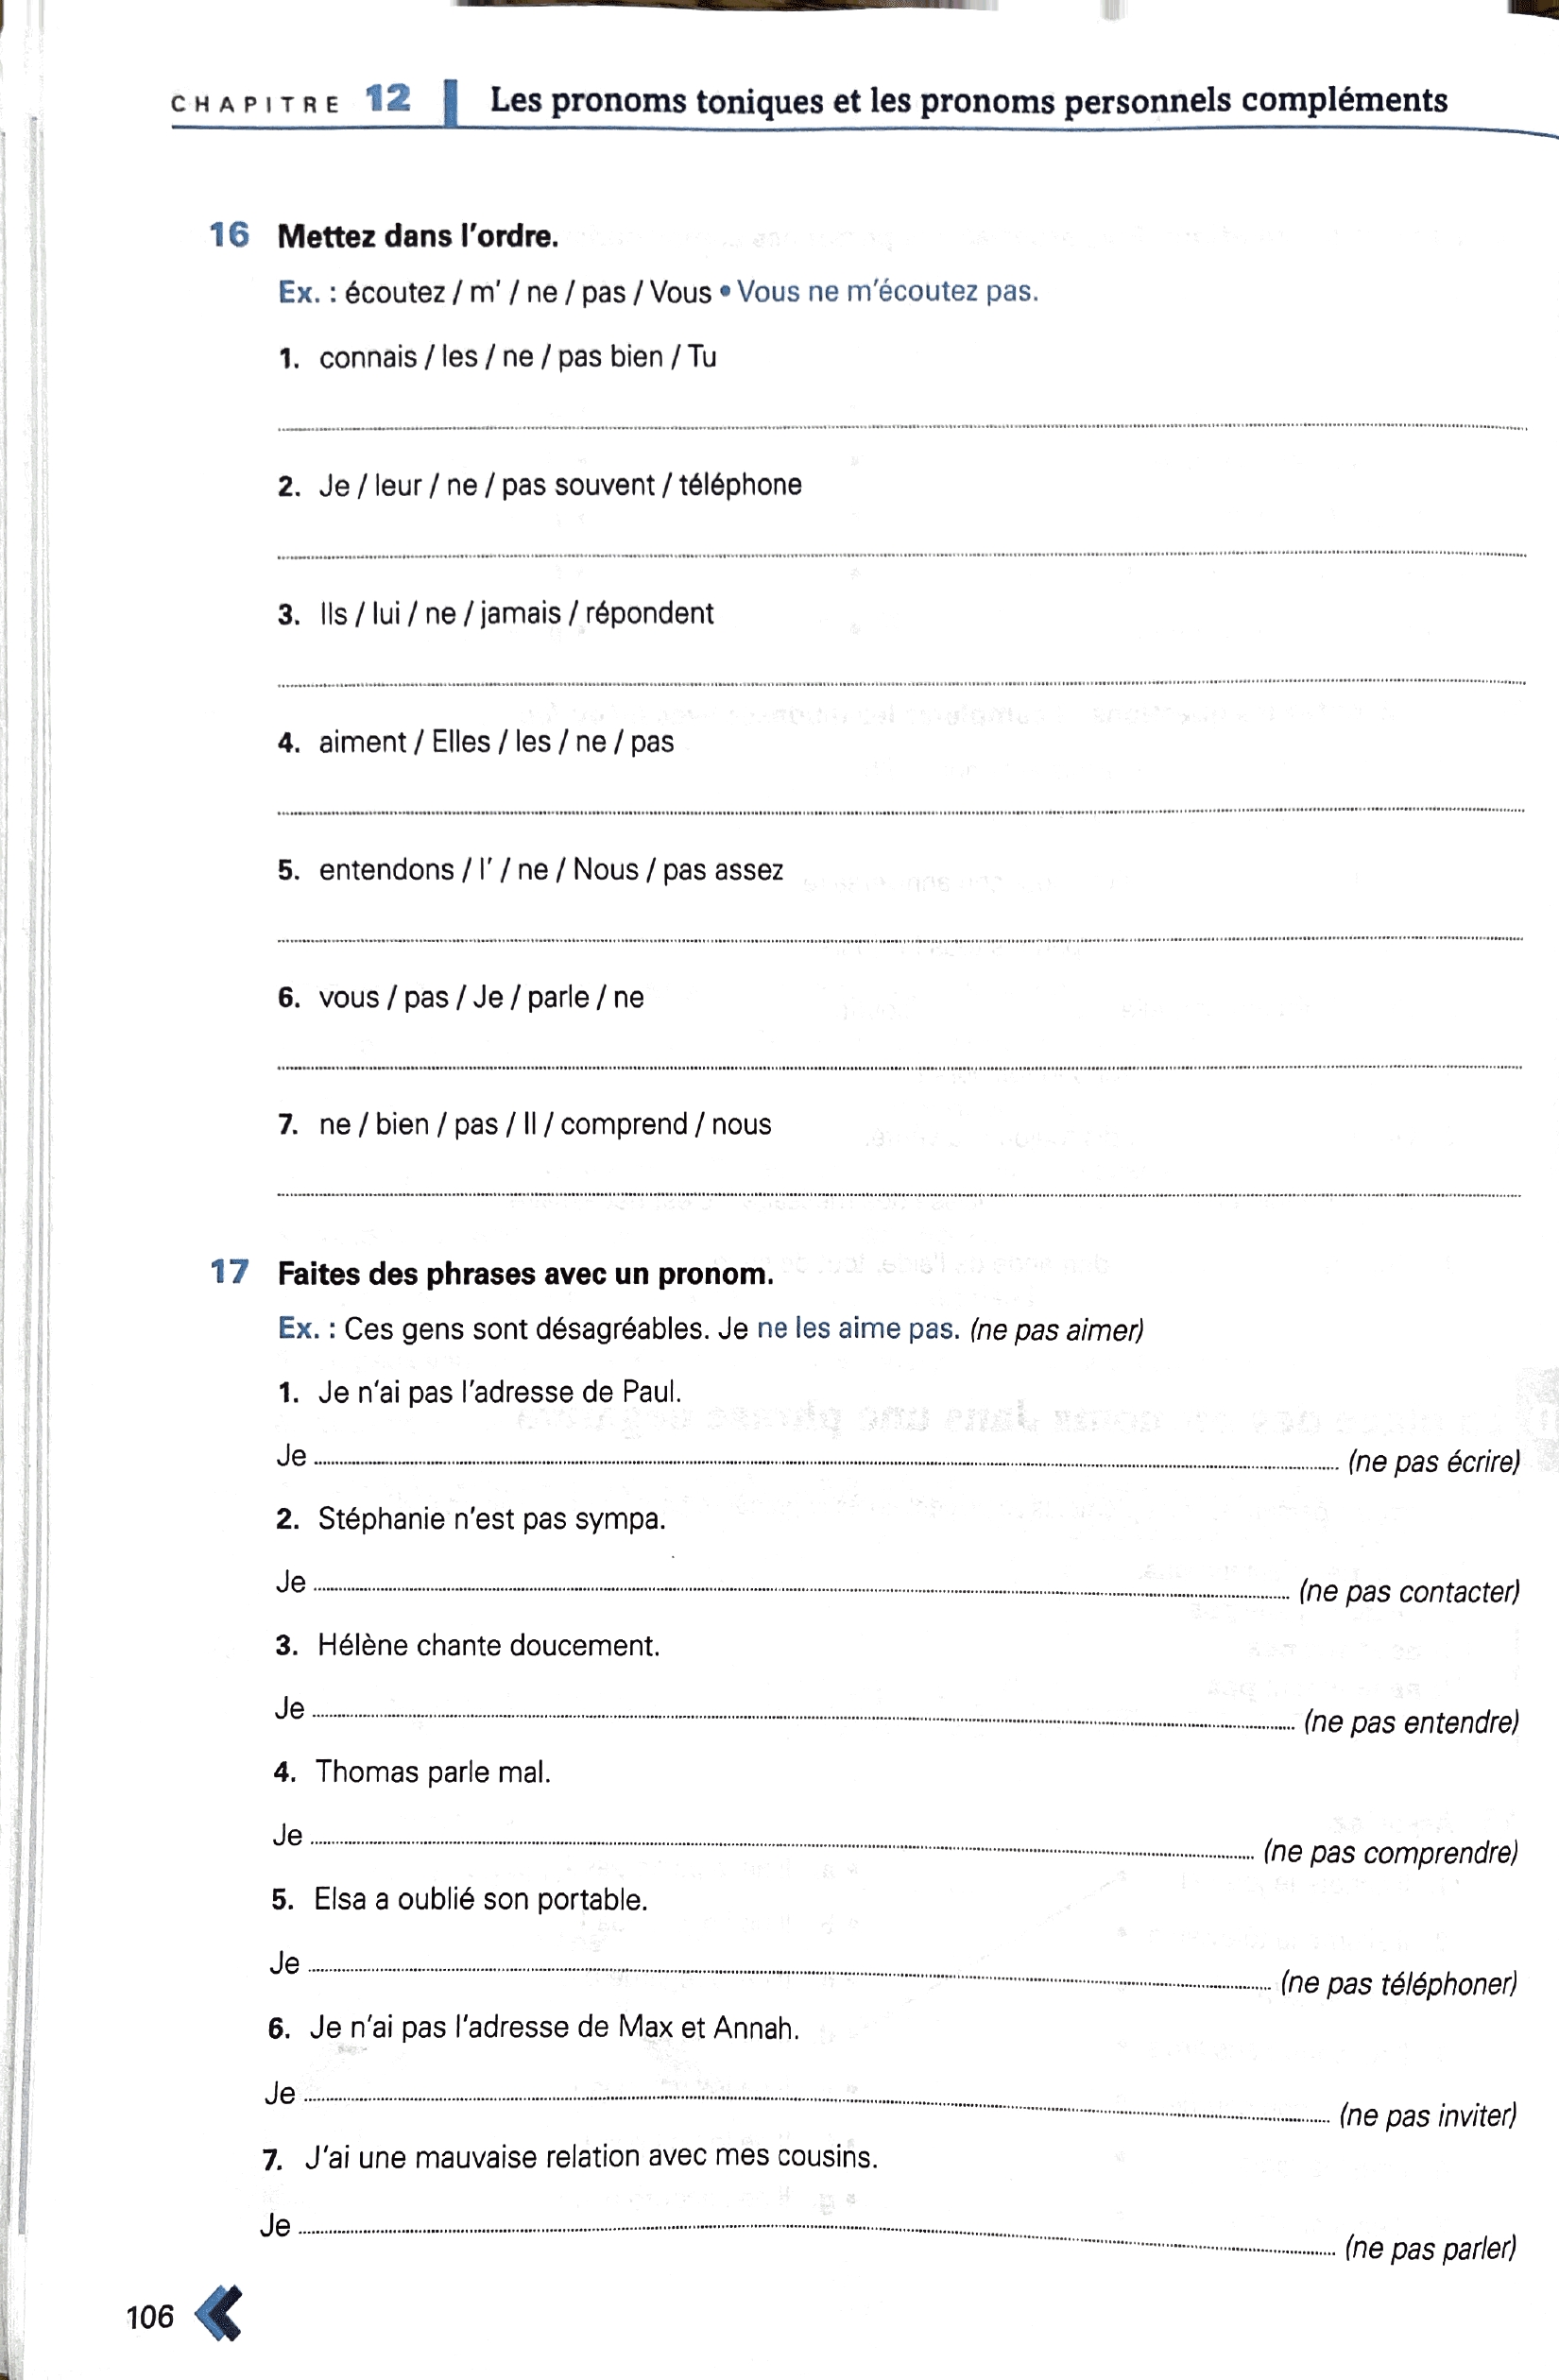 CHAPITRE 12 | Les pronoms toniques et les pronoms personnels compléments
16 Mettez dans l'ordre.
Ex. : écoutez / m' / ne / pas / Vous • Vous ne m'écoutez pas.
1. connais / les / ne / pas bien / Tu
2. Je / leur / ne / pas souvent / téléphone
3. Ils / lui / ne / jamais / répondent
4. aiment / Elles / les / ne / pas
5. entendons / l' / ne / Nous / pas assez
6. vous / pas / Je / parle / ne
7. ne / bien / pas / Il / comprend / nous
17 Faites des phrases avec un pronom.
Ex. : Ces gens sont désagréables. Je ne les aime pas. (ne pas aimer)
1. Je n'ai pas l'adresse de Paul.
Je ........ (ne pas écrire)
2. Stéphanie n'est pas sympa.
Je ........ (ne pas contacter)
3. Hélène chante doucement.
Je ........ (ne pas entendre)
4. Thomas parle mal.
Je ........ (ne pas comprendre)
5. Elsa a oublié son portable.
Je ........ (ne pas téléphoner)
6. Je n'ai pas l'adresse de Max et Annah.
Je ........ (ne pas inviter)
7. J'ai une mauvaise relation avec mes cousins.
Je ........ (ne pas parler)
106